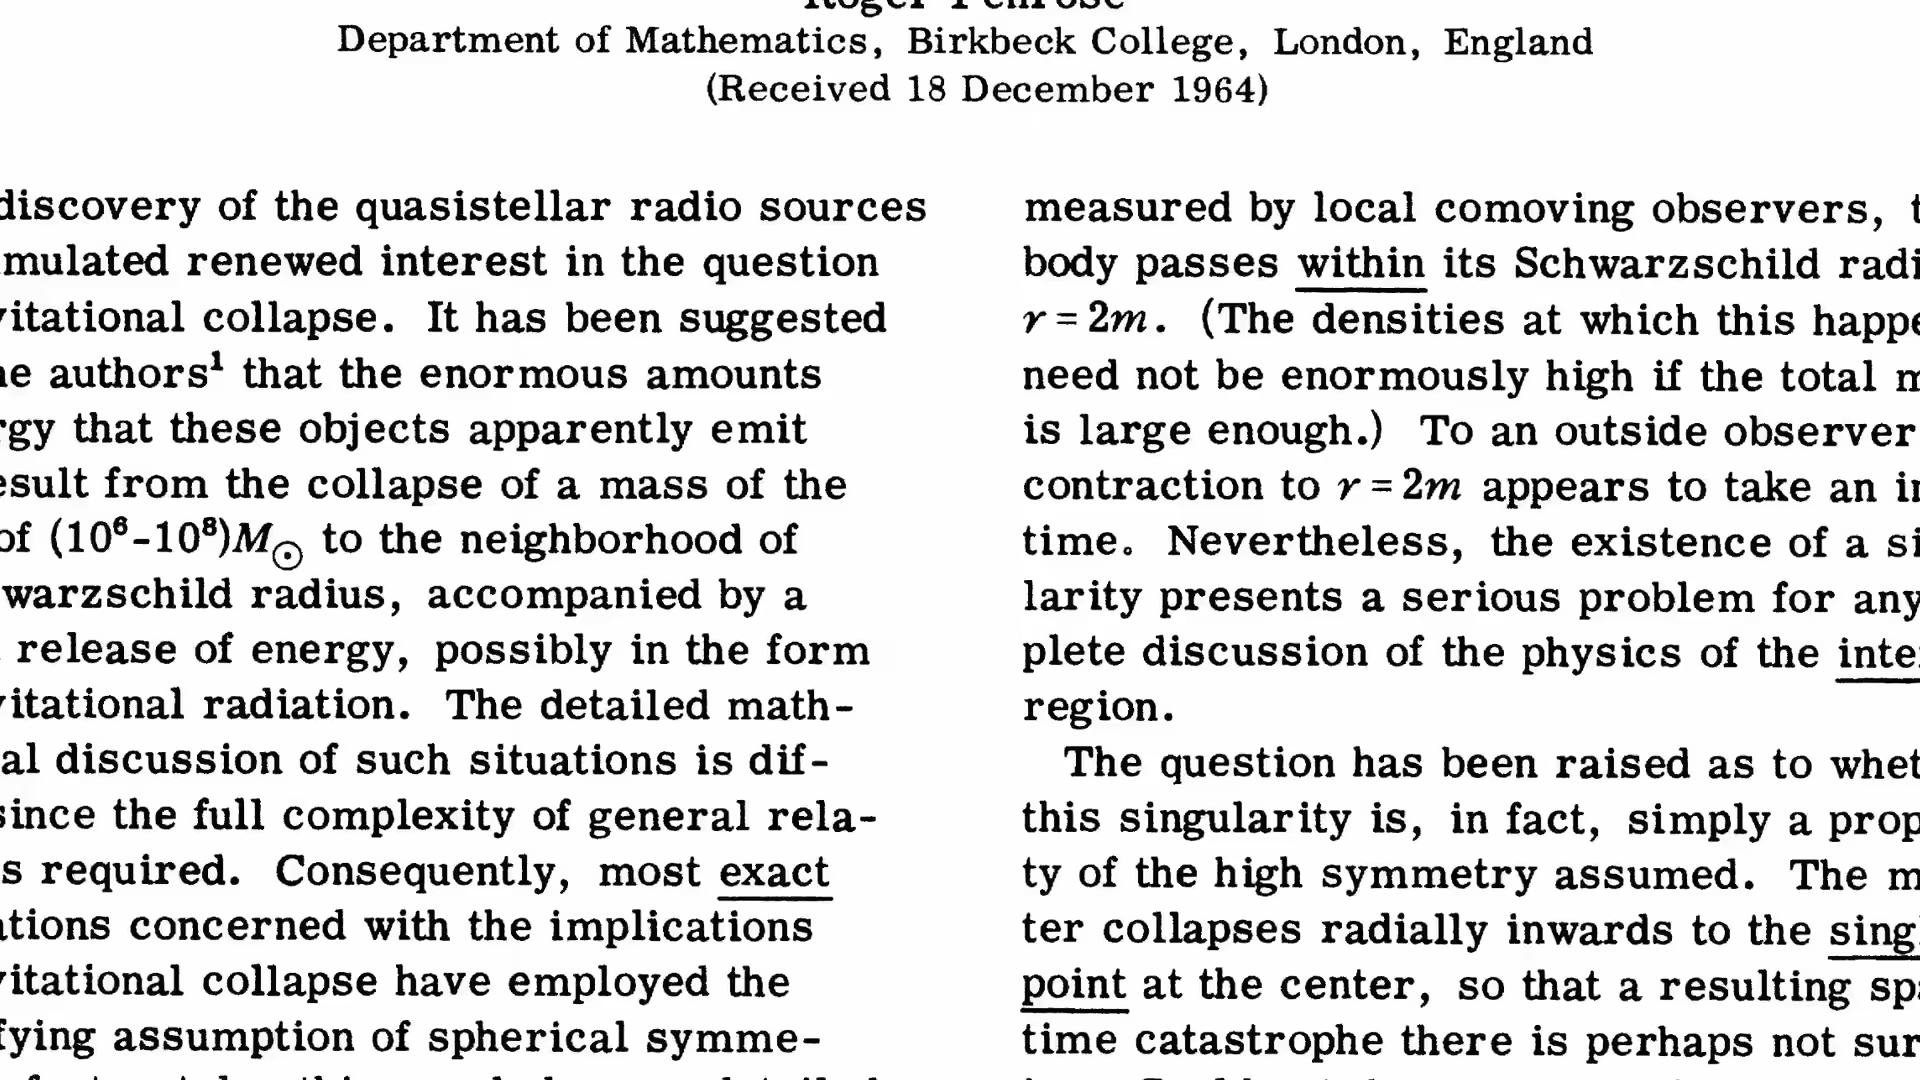 Roger Penrose
Department of Mathematics, Birkbeck College, London, England
(Received 18 December 1964)
discovery of the quasistellar radio sources
mulated renewed interest in the question
vitational collapse. It has been suggested
ne authors¹ that the enormous amounts
rgy that these objects apparently emit
esult from the collapse of a mass of the
of (10⁶-10⁸)M☉ to the neighborhood of
warzschild radius, accompanied by a
release of energy, possibly in the form
vitational radiation. The detailed math-
al discussion of such situations is dif-
since the full complexity of general rela-
s required. Consequently, most exact
ations concerned with the implications
vitational collapse have employed the
fying assumption of spherical symme-
measured by local comoving observers, t
body passes within its Schwarzschild radi
r = 2m. (The densities at which this happe
need not be enormously high if the total m
is large enough.) To an outside observer
contraction to r = 2m appears to take an in
time. Nevertheless, the existence of a si
larity presents a serious problem for any
plete discussion of the physics of the inte
region.
The question has been raised as to whet
this singularity is, in fact, simply a prop
ty of the high symmetry assumed. The m
ter collapses radially inwards to the sing
point at the center, so that a resulting spa
time catastrophe there is perhaps not sur